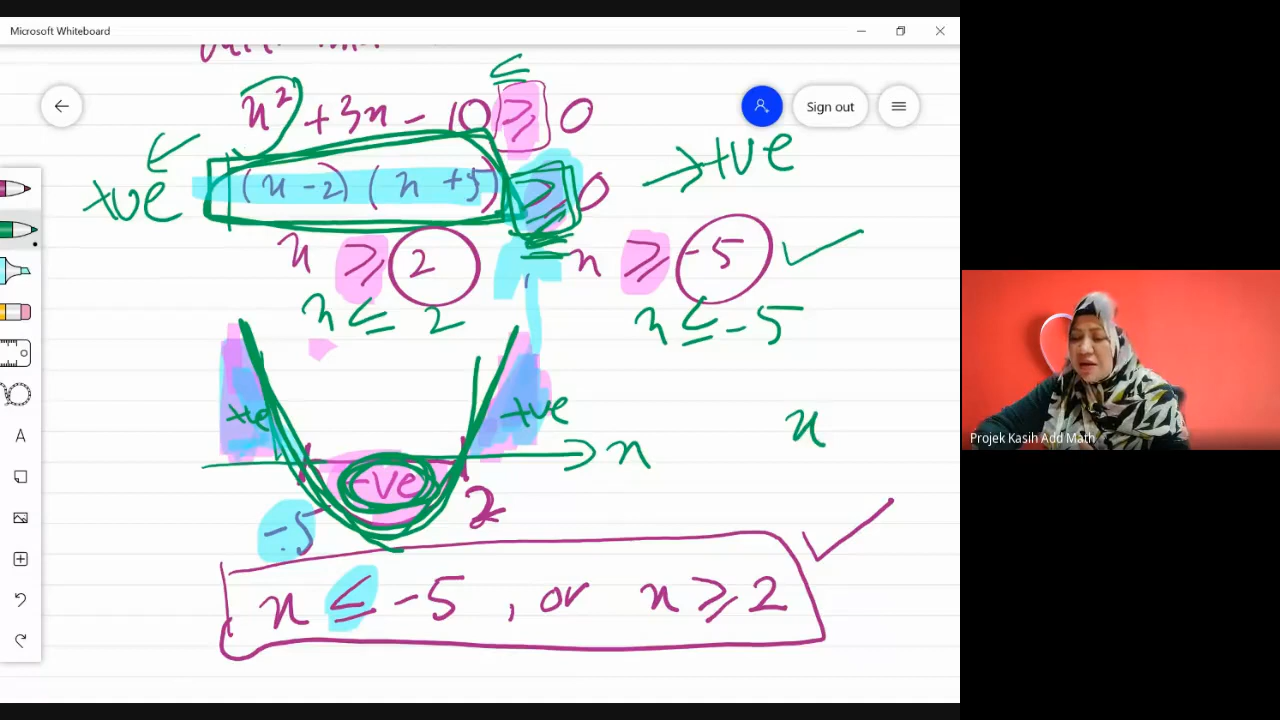 Microsoft Whiteboard
≤
x² + 3x - 10 ≥ 0
Sign out
→ +ve
← +ve
(x - 2) (x + 5) ≥ 0
x ≥ 2
x ≥ -5 ✓
x ≤ 2
x ≤ -5
+ve
+ve
x
x
-ve
-5
2
x ≤ -5 , or x ≥ 2 ✓
A
Projek Kasih Add Math